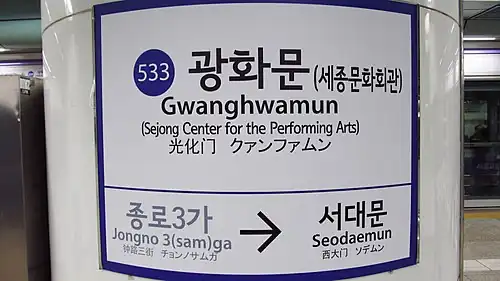 533 광화문 (세종문화회관)
Gwanghwamun
(Sejong Center for the Performing Arts)
光化门 クァンファムン
종로3가 → 서대문
Jongno 3(sam)ga Seodaemun
钟路三街 チョンノサムガ 西大门 ソデムン